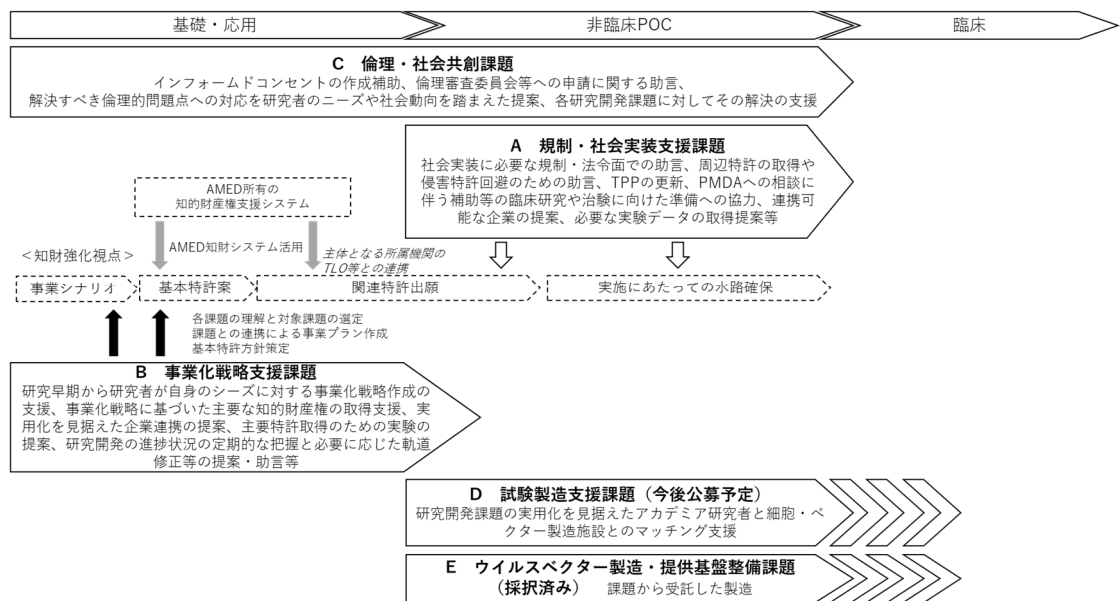 基礎・応用
非臨床POC
臨床
C　倫理・社会共創課題
インフォームドコンセントの作成補助、倫理審査委員会等への申請に関する助言、
解決すべき倫理的問題点への対応を研究者のニーズや社会動向を踏まえた提案、各研究開発課題に対してその解決の支援
A　規制・社会実装支援課題
社会実装に必要な規制・法令面での助言、周辺特許の取得や
侵害特許回避のための助言、TPPの更新、PMDAへの相談に
伴う補助等の臨床研究や治験に向けた準備への協力、連携可
能な企業の提案、必要な実験データの取得提案等
AMED所有の
知的財産権支援システム
AMED知財システム活用
主体となる所属機関の
TLO等との連携
＜知財強化視点＞
事業シナリオ
基本特許案
関連特許出願
実施にあたっての水路確保
各課題の理解と対象課題の選定
課題との連携による事業プラン作成
基本特許方針策定
B　事業化戦略支援課題
研究早期から研究者が自身のシーズに対する事業化戦略作成の
支援、事業化戦略に基づいた主要な知的財産権の取得支援、実
用化を見据えた企業連携の提案、主要特許取得のための実験の
提案、研究開発の進捗状況の定期的な把握と必要に応じた軌道
修正等の提案・助言等
D　試験製造支援課題（今後公募予定）
研究開発課題の実用化を見据えたアカデミア研究者と細胞・ベ
クター製造施設とのマッチング支援
E　ウイルスベクター製造・提供基盤整備課題
（採択済み）　課題から受託した製造